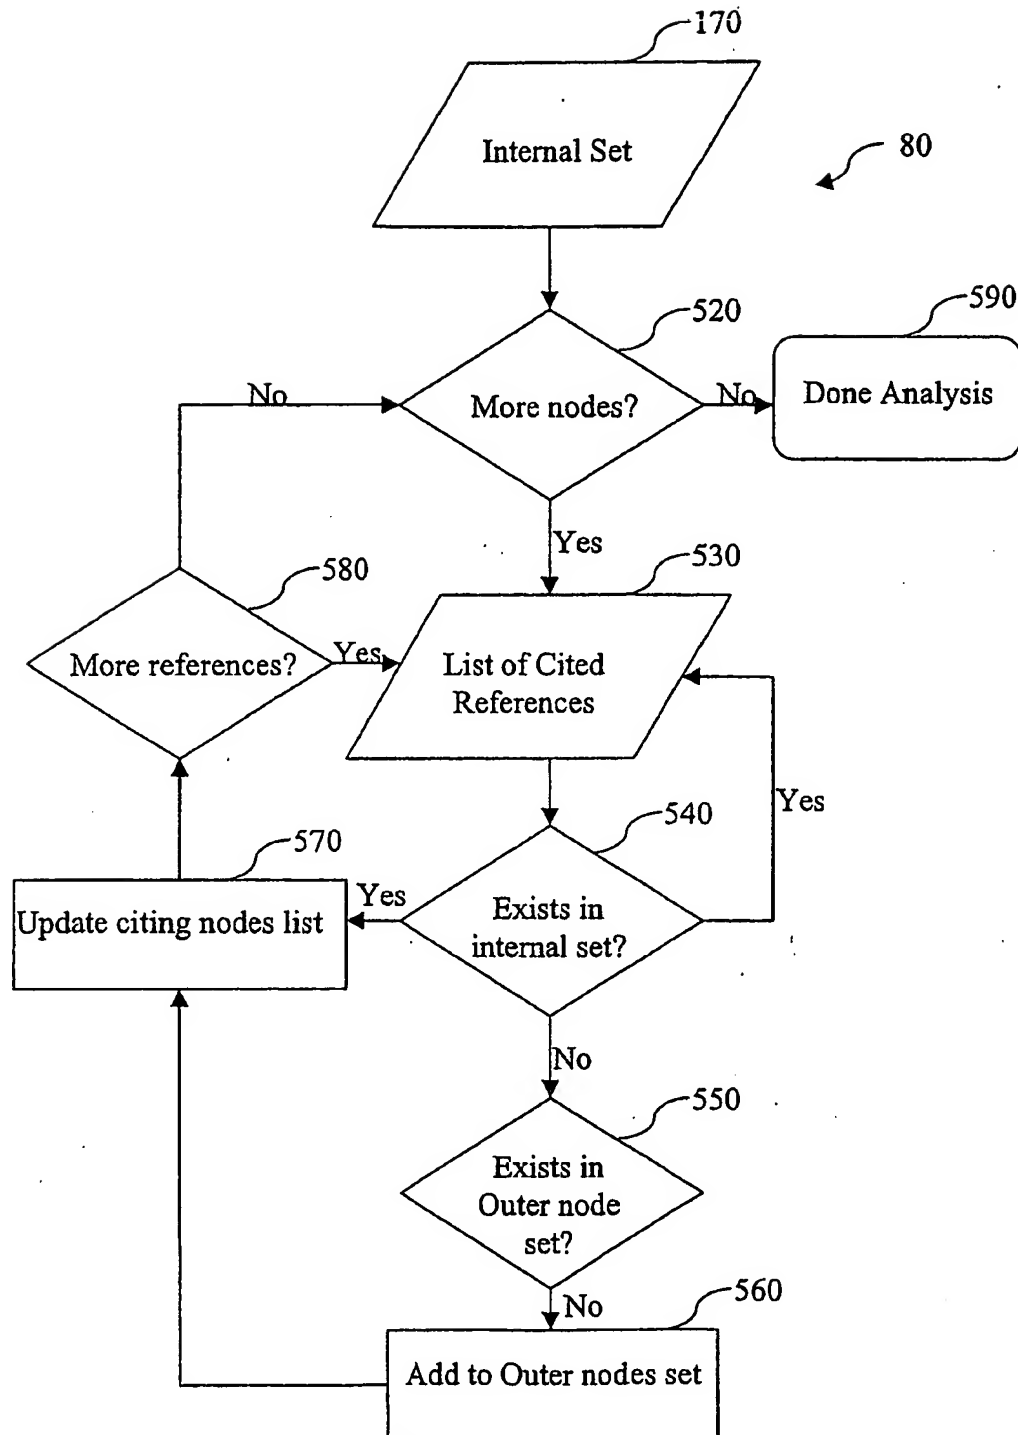 170
Internal Set
80
520
590
No
More nodes?
No
Done Analysis
Yes
530
580
More references?
Yes
List of Cited
References
Yes
540
570
Yes
Update citing nodes list
Exists in
internal set?
No
550
Exists in
Outer node
set?
No
560
Add to Outer nodes set